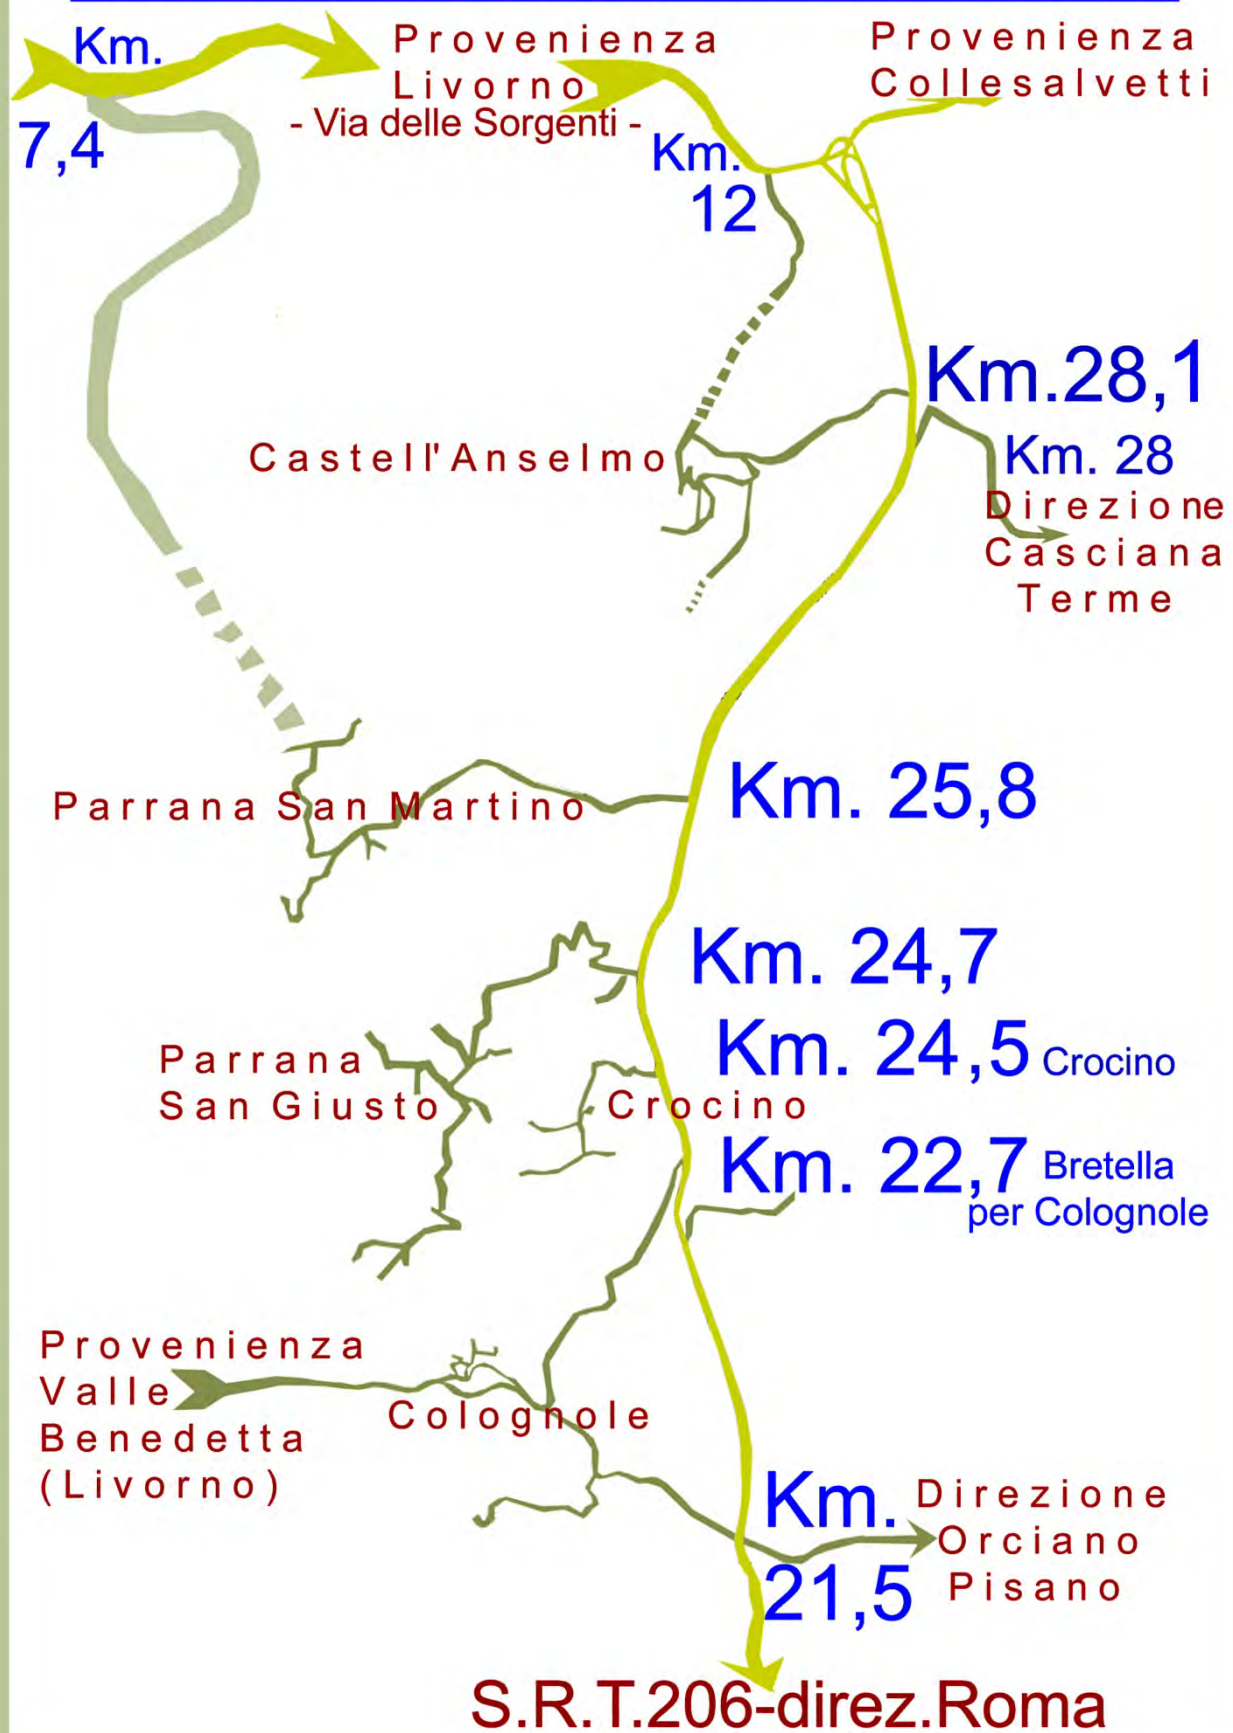 Km.
7,4
Provenienza
Livorno
- Via delle Sorgenti -
Provenienza
Collesalvetti
Km.
12
Km.28,1
Castell'Anselmo
Km. 28
Direzione
Casciana
Terme
Km. 25,8
Parrana San Martino
Km. 24,7
Km. 24,5 Crocino
Parrana
San Giusto
Crocino
Km. 22,7 Bretella
per Colognole
Provenienza
Valle
Benedetta
(Livorno)
Colognole
Km.
21,5
Direzione
Orciano
Pisano
S.R.T.206-direz.Roma